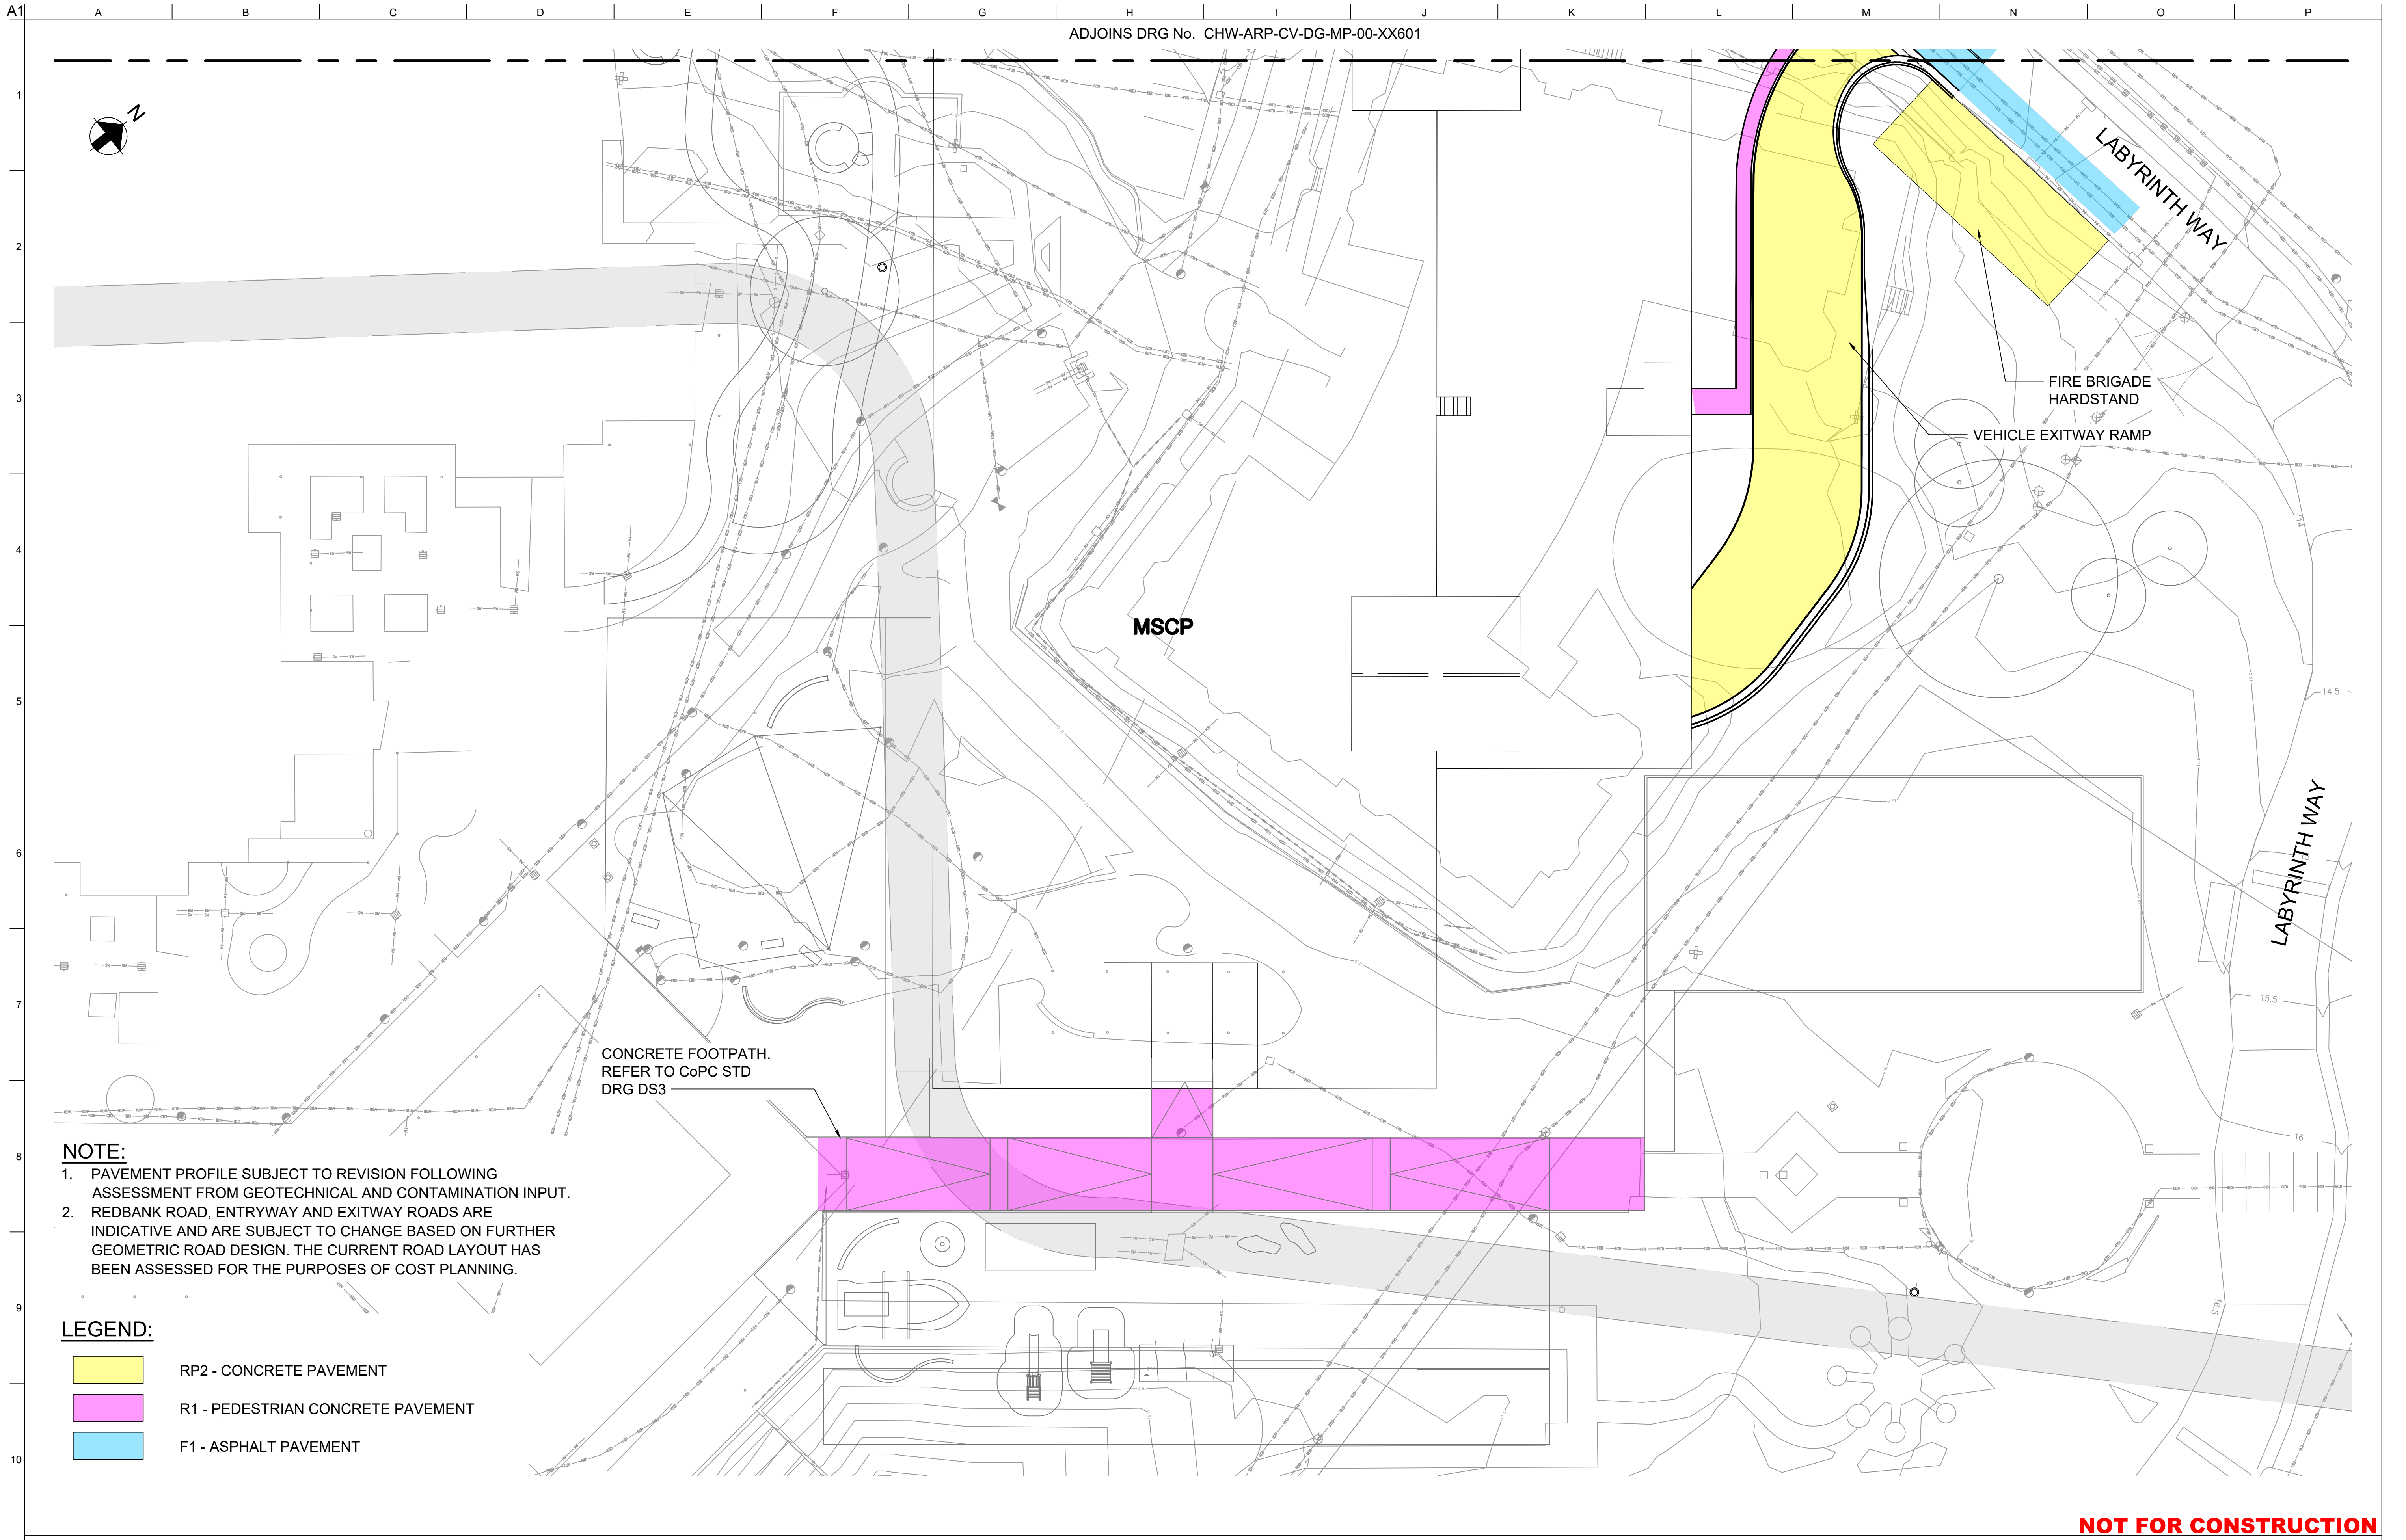 A1
A B C D E F G H I J K L M N O P
ADJOINS DRG No. CHW-ARP-CV-DG-MP-00-XX601
1
N
LABYRINTH WAY
2
FIRE BRIGADE
HARDSTAND
3
VEHICLE EXITWAY RAMP
14
4
MSCP
14.5
5
LABYRINTH WAY
6
15.5
7
CONCRETE FOOTPATH.
REFER TO CoPC STD
DRG DS3
16
8
NOTE:
1. PAVEMENT PROFILE SUBJECT TO REVISION FOLLOWING
ASSESSMENT FROM GEOTECHNICAL AND CONTAMINATION INPUT.
2. REDBANK ROAD, ENTRYWAY AND EXITWAY ROADS ARE
INDICATIVE AND ARE SUBJECT TO CHANGE BASED ON FURTHER
GEOMETRIC ROAD DESIGN. THE CURRENT ROAD LAYOUT HAS
BEEN ASSESSED FOR THE PURPOSES OF COST PLANNING.
16.5
9
LEGEND:
RP2 - CONCRETE PAVEMENT
R1 - PEDESTRIAN CONCRETE PAVEMENT
F1 - ASPHALT PAVEMENT
10
NOT FOR CONSTRUCTION